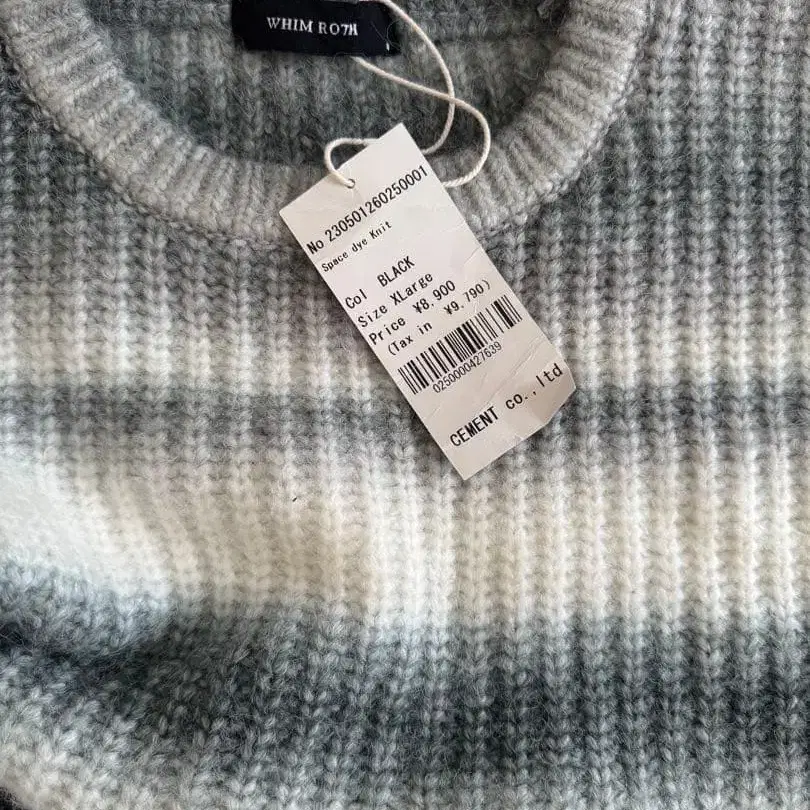 WHIM ROTH
No 230501260250001
Space dye Knit
Col BLACK
Size XLarge
Price ¥8,900
(Tax in ¥9,790)
0250000427639
CEMENT co.,ltd